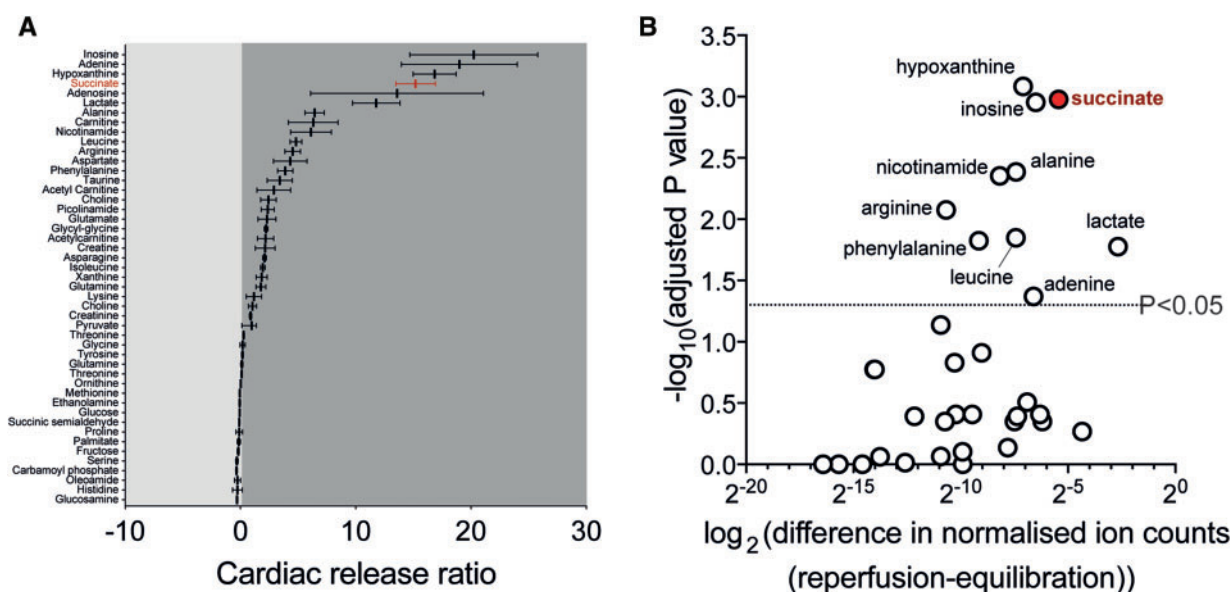 A
Inosine
Adenine
Hypoxanthine
Succinate
Adenosine
Lactate
Alanine
Carnitine
Nicotinamide
Leucine
Arginine
Aspartate
Phenylalanine
Taurine
Acetyl Carnitine
Choline
Picolinamide
Glutamate
Glycyl-glycine
Acetylcarnitine
Creatine
Asparagine
Isoleucine
Xanthine
Glutamine
Lysine
Choline
Creatinine
Pyruvate
Threonine
Glycine
Tyrosine
Glutamine
Threonine
Ornithine
Methionine
Ethanolamine
Glucose
Succinic semialdehyde
Proline
Palmitate
Fructose
Serine
Carbamoyl phosphate
Oleoamide
Histidine
Glucosamine
-10 0 10 20 30
Cardiac release ratio
B
3.5
3.0
2.5
2.0
1.5
1.0
0.5
0.0
-log10(adjusted P value)
hypoxanthine
inosine
succinate
nicotinamide
alanine
arginine
lactate
phenylalanine
leucine
adenine
P<0.05
2-20 2-15 2-10 2-5 20
log2(difference in normalised ion counts
(reperfusion-equilibration))